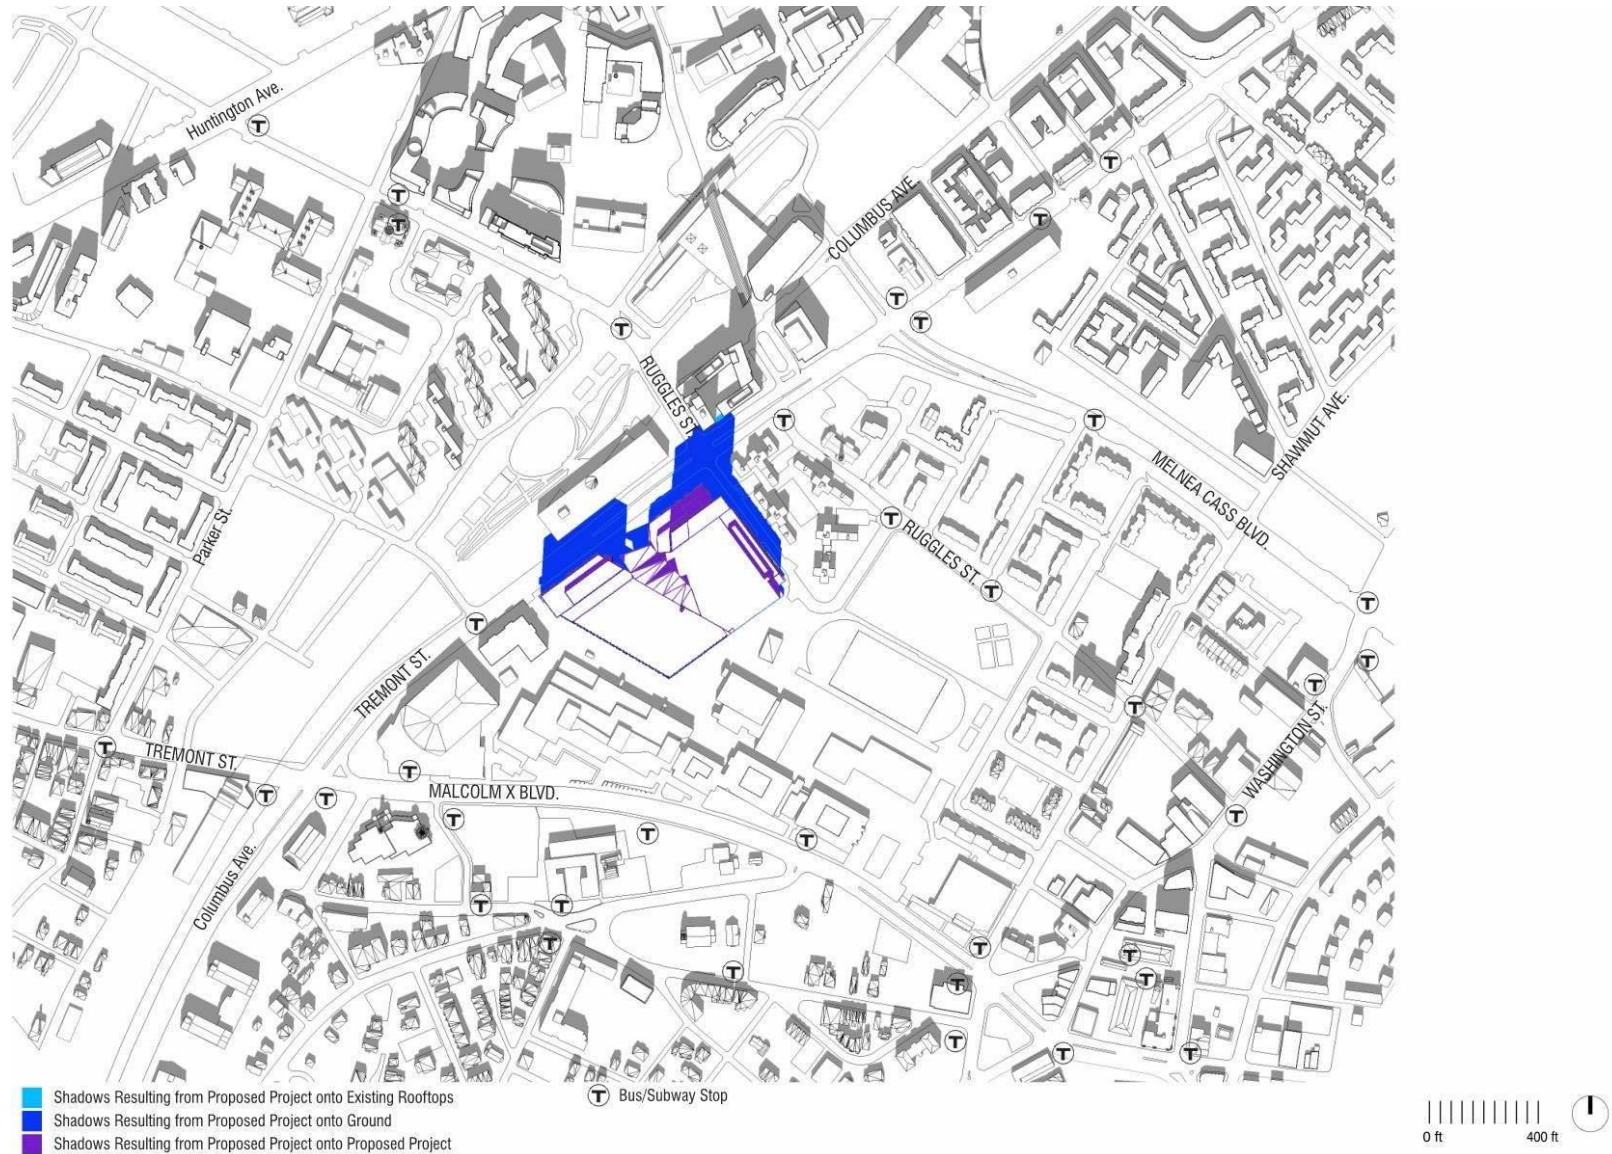 Huntington Ave.
T
T
T
T
T
COLUMBUS AVE.
T
T
T
RUGGLES ST.
T
T
SHAWMUT AVE.
MELNEA CASS BLVD.
Parker St.
T
RUGGLES ST.
T
T
T
T
TREMONT ST.
T
T
WASHINGTON ST.
T
TREMONT ST.
T
T
T
MALCOLM X BLVD.
T
T
T
T
Columbus Ave.
T
T
T
T
T
T
T
T
T
T
T
Shadows Resulting from Proposed Project onto Existing Rooftops
T Bus/Subway Stop
Shadows Resulting from Proposed Project onto Ground
Shadows Resulting from Proposed Project onto Proposed Project
0 ft 400 ft